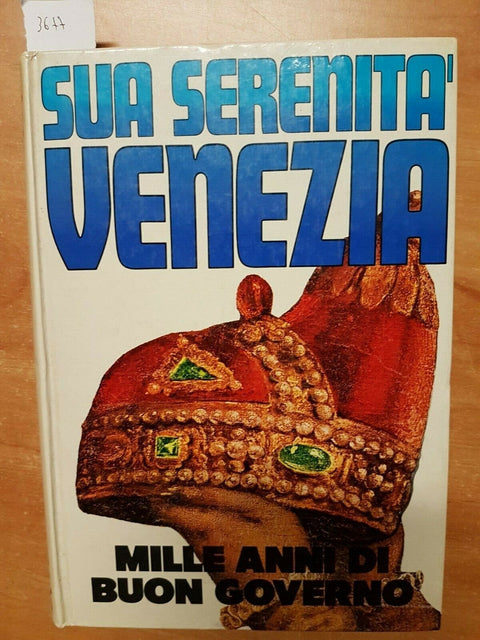 3677
SUA SERENITA'
VENEZIA
MILLE ANNI DI
BUON GOVERNO